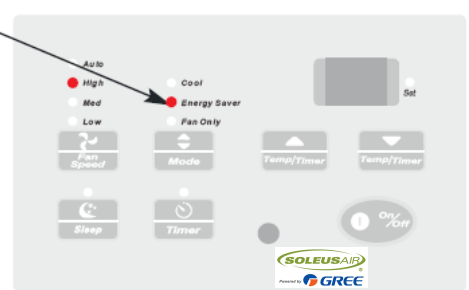 Auto
High
Med
Low
Cool
Energy Saver
Fan Only
Set
Fan
Speed
Mode
Temp/Timer
Temp/Timer
Sleep
Timer
On/
Off
SOLEUSAIR®
Powered by GREE